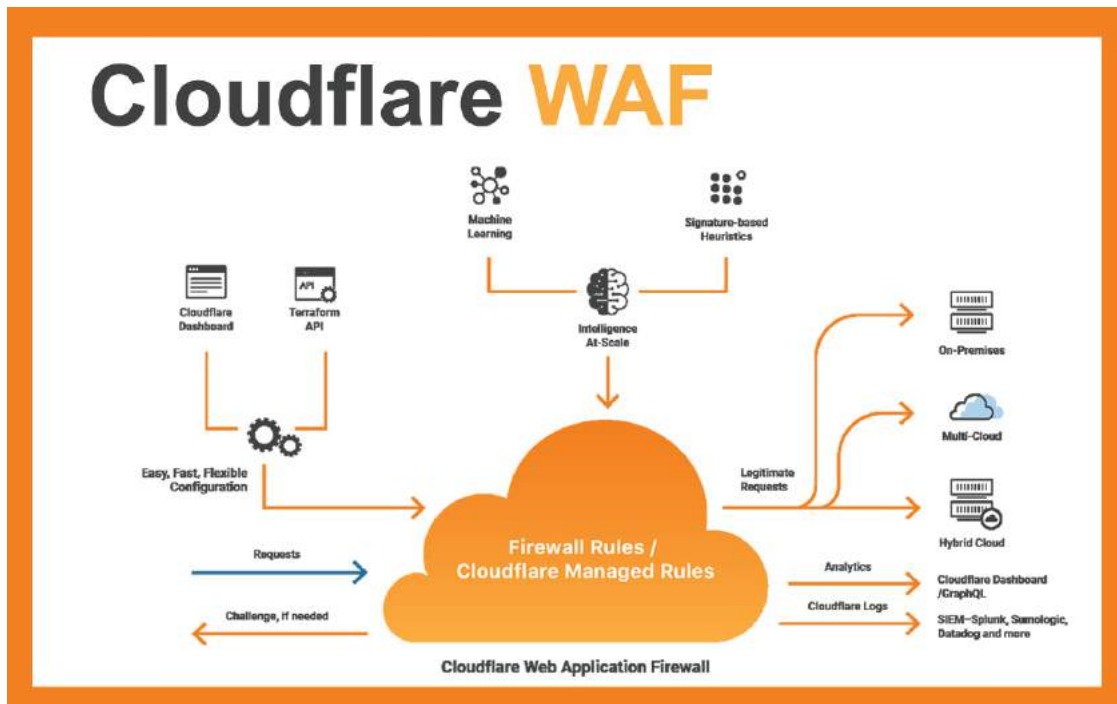 Cloudflare WAF
Machine
Learning
Signature-based
Heuristics
Cloudflare
Dashboard
API
Terraform
API
Intelligence
At-Scale
On-Premises
Multi-Cloud
Easy, Fast, Flexible
Configuration
Legitimate
Requests
Hybrid Cloud
Firewall Rules /
Cloudflare Managed Rules
Requests
Challenge, if needed
Analytics
Cloudflare Dashboard
/GraphQL
Cloudflare Logs
SIEM–Splunk, Sumologic,
Datadog and more
Cloudflare Web Application Firewall